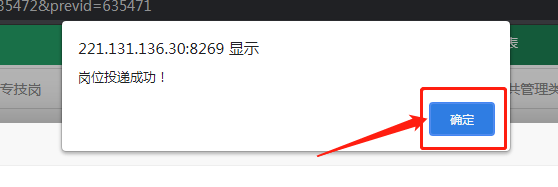 35472&previd=635471
221.131.136.30:8269 显示
表
岗位投递成功！
专技岗
共管理类
确定